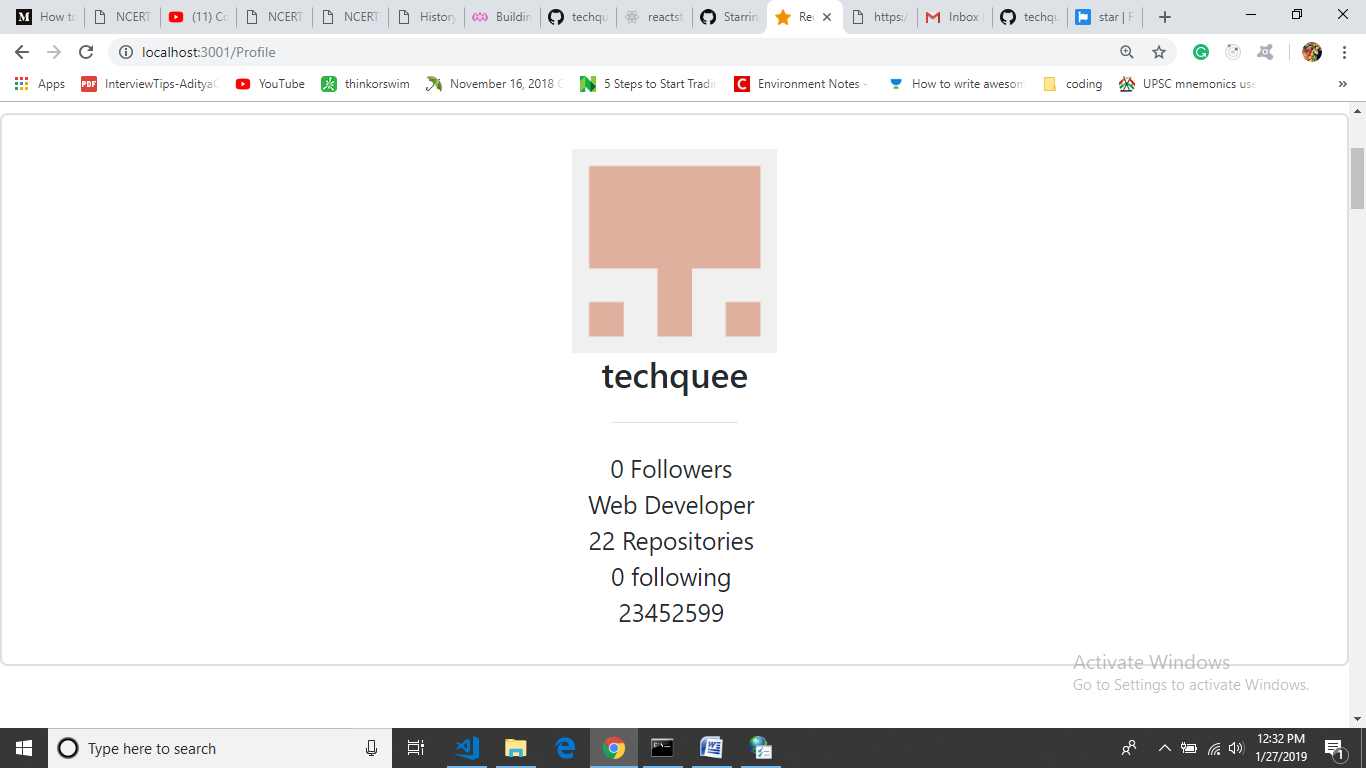 How to
NCERT
(11) Co
NCERT
NCERT
History
Buildin
techqu
reactst
Starrin
Rea
https:/
Inbox
techqu
star | F
localhost:3001/Profile
Apps
InterviewTips-Aditya
YouTube
thinkorswim
November 16, 2018
5 Steps to Start Tradin
Environment Notes -
How to write awesom
coding
UPSC mnemonics use
techquee
0 Followers
Web Developer
22 Repositories
0 following
23452599
Activate Windows
Go to Settings to activate Windows.
Type here to search
12:32 PM
1/27/2019
1